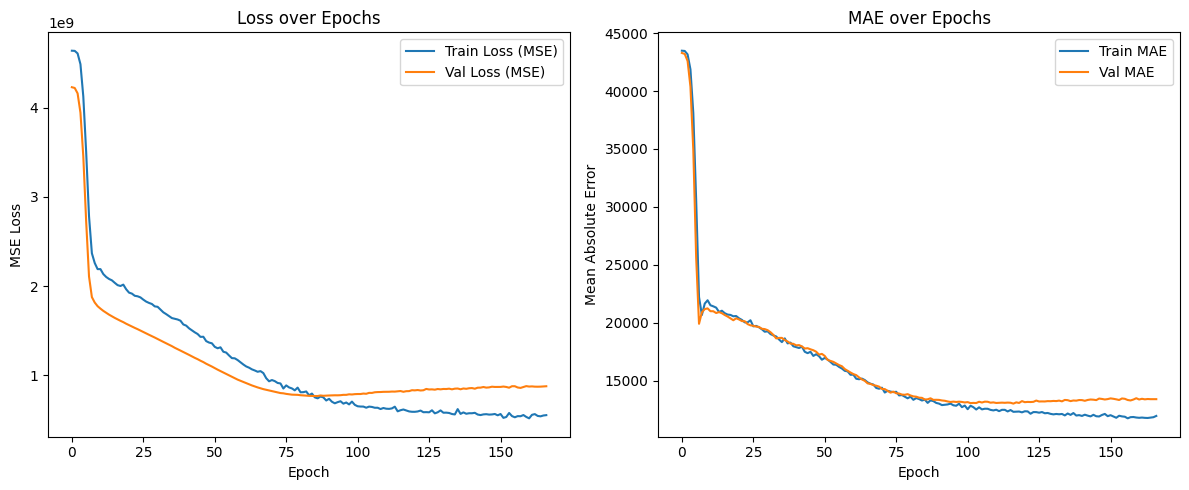 Loss over Epochs
1e9
Train Loss (MSE)
Val Loss (MSE)
MSE Loss
4
3
2
1
0
25
50
75
100
125
150
Epoch
MAE over Epochs
Train MAE
Val MAE
Mean Absolute Error
45000
40000
35000
30000
25000
20000
15000
0
25
50
75
100
125
150
Epoch